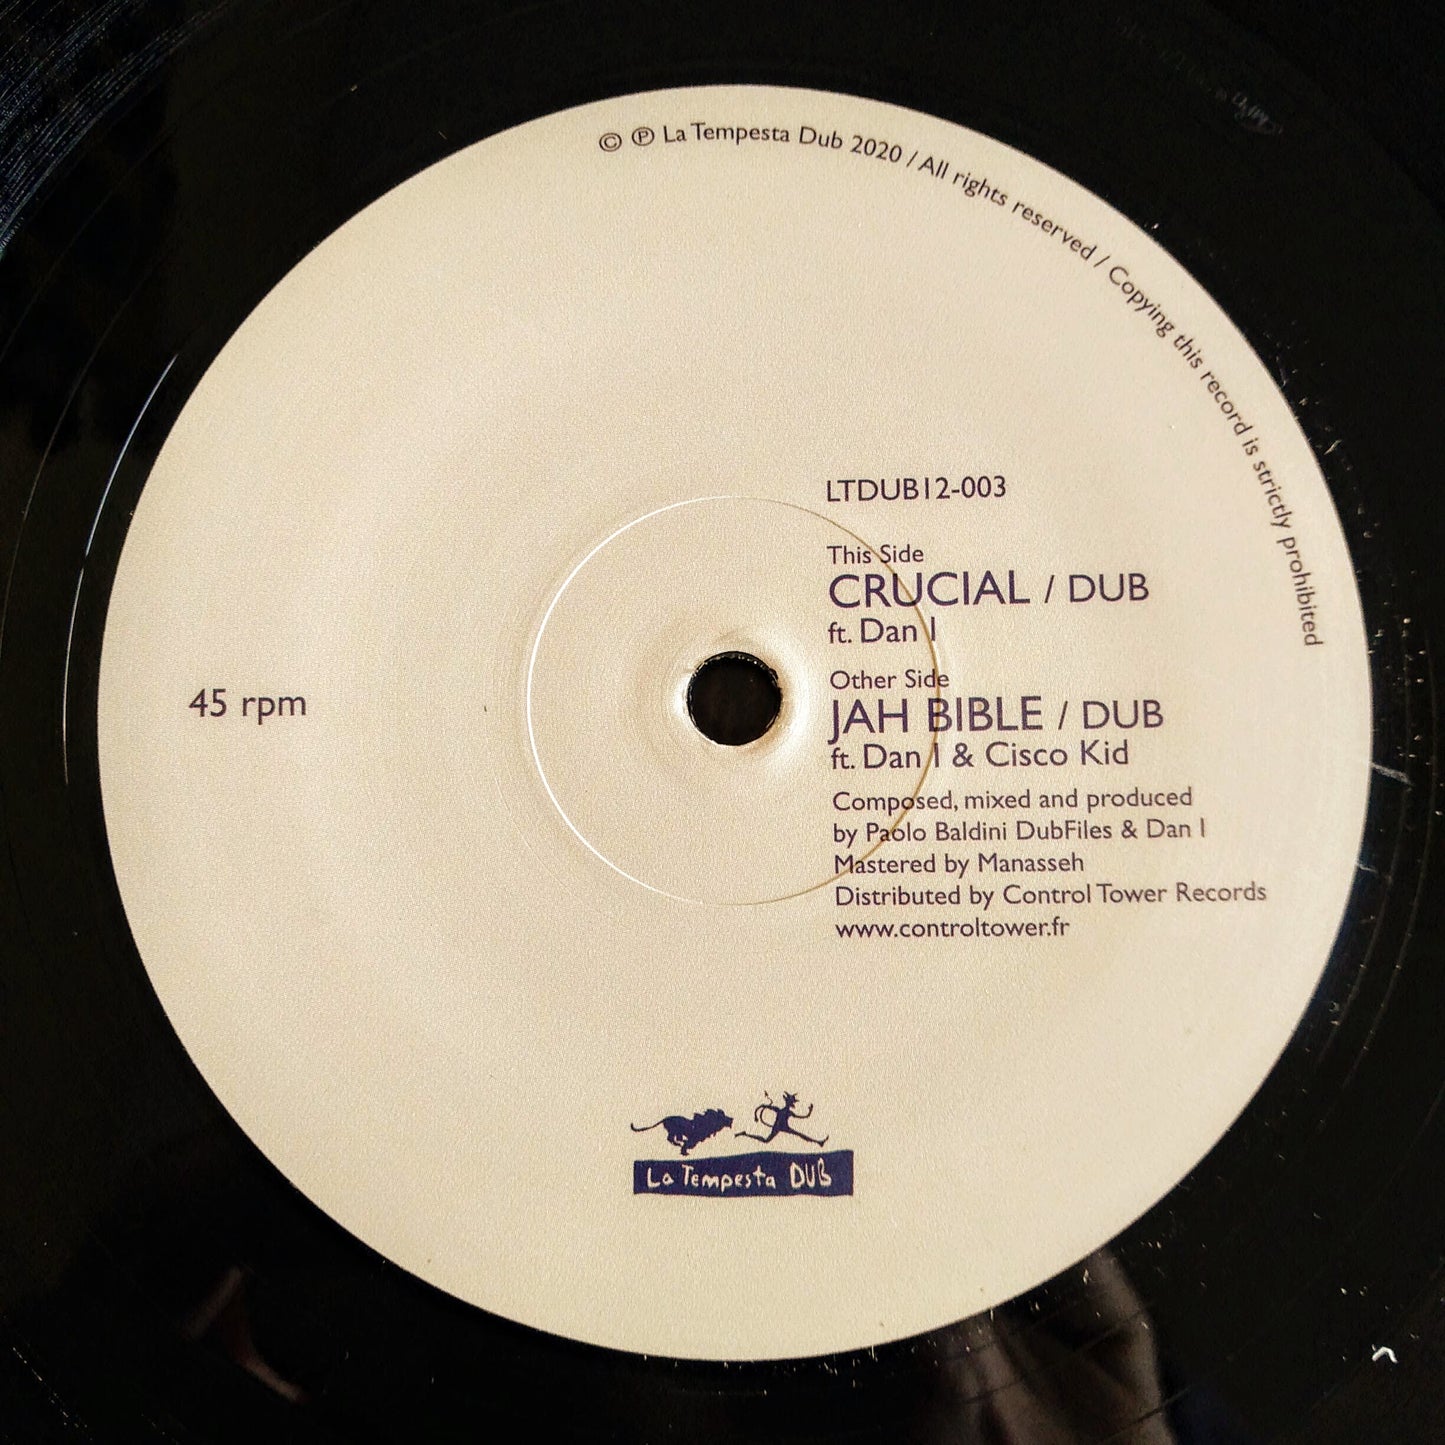 © ℗ La Tempesta Dub 2020 / All rights reserved / Copying this record is strictly prohibited
LTDUB12-003
This Side
CRUCIAL / DUB
ft. Dan I
45 rpm
Other Side
JAH BIBLE / DUB
ft. Dan I & Cisco Kid
Composed, mixed and produced
by Paolo Baldini DubFiles & Dan I
Mastered by Manasseh
Distributed by Control Tower Records
www.controltower.fr
La Tempesta DUB